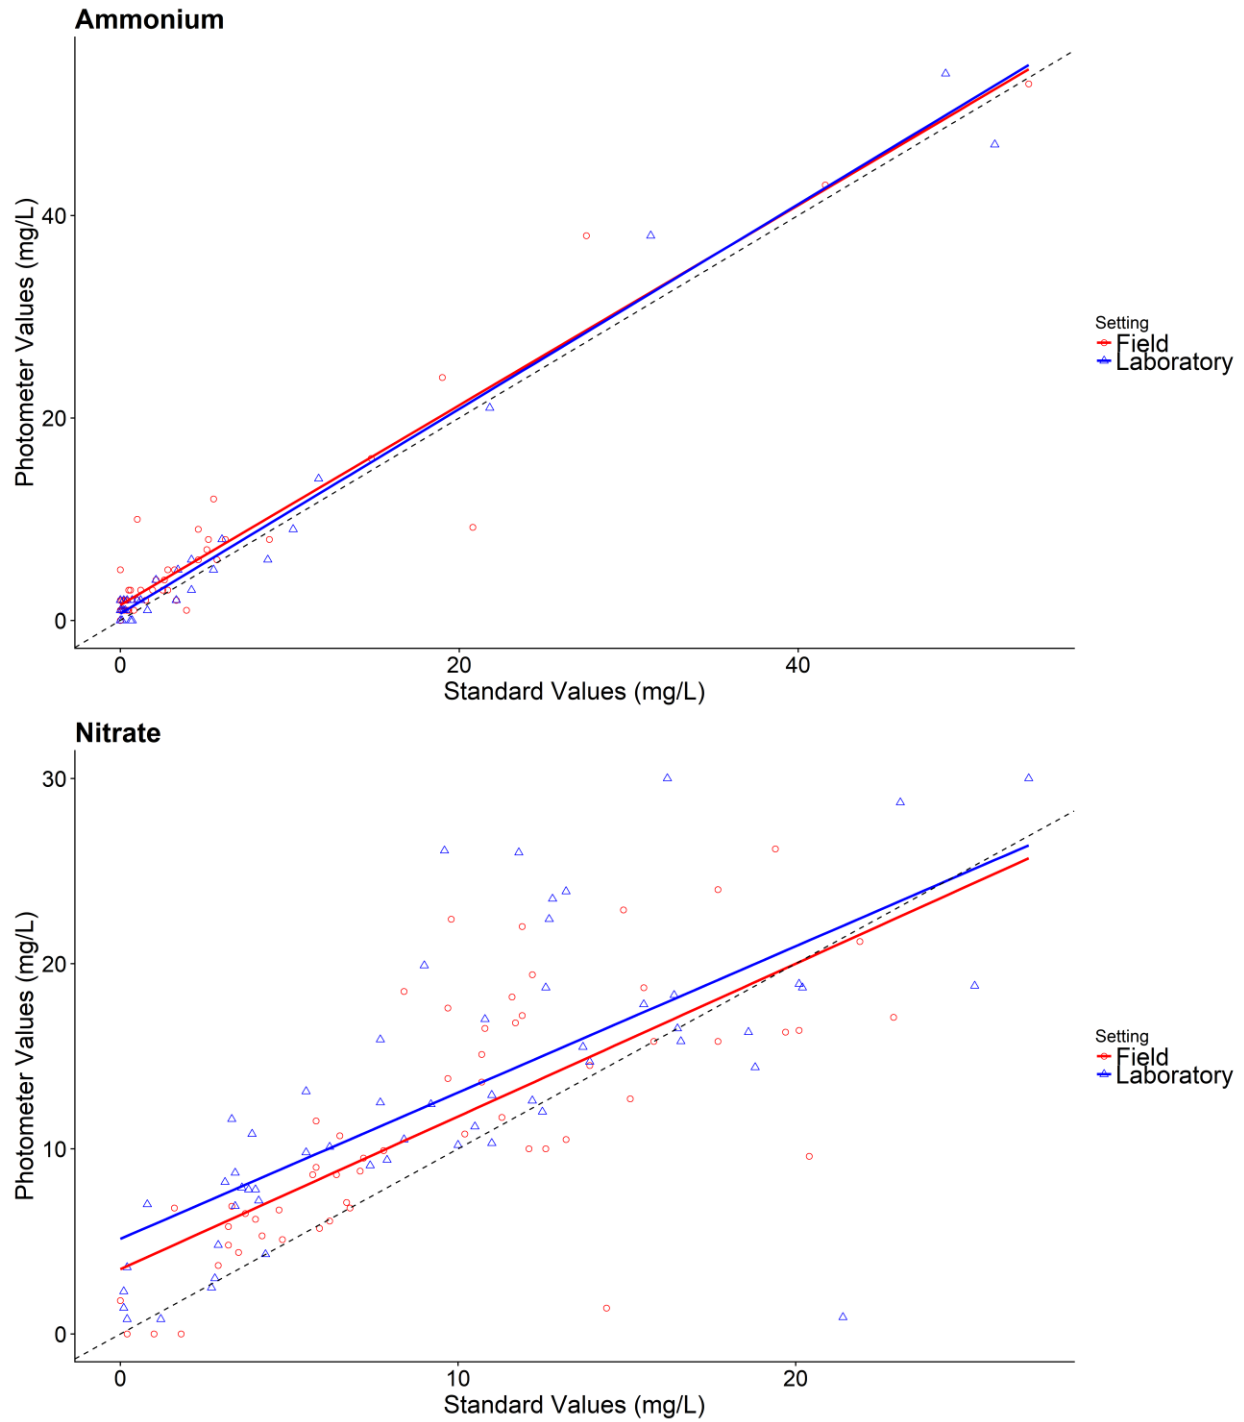 Ammonium
Photometer Values (mg/L)
40
20
0
0 20 40
Standard Values (mg/L)
Setting
Field
Laboratory
Nitrate
Photometer Values (mg/L)
30
20
10
0
0 10 20
Standard Values (mg/L)
Setting
Field
Laboratory